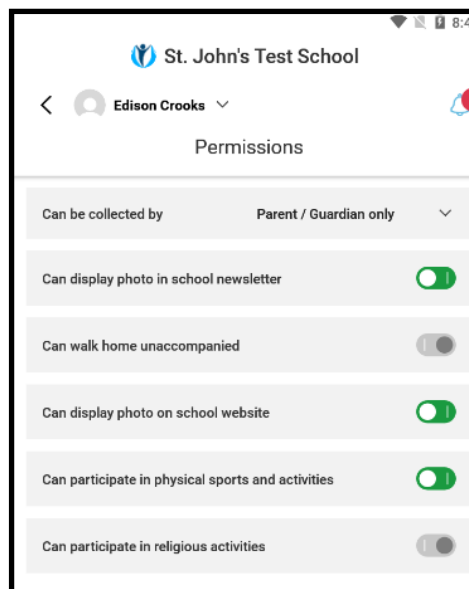 8:4
St. John's Test School
Edison Crooks
Permissions
Can be collected by Parent / Guardian only
Can display photo in school newsletter
Can walk home unaccompanied
Can display photo on school website
Can participate in physical sports and activities
Can participate in religious activities